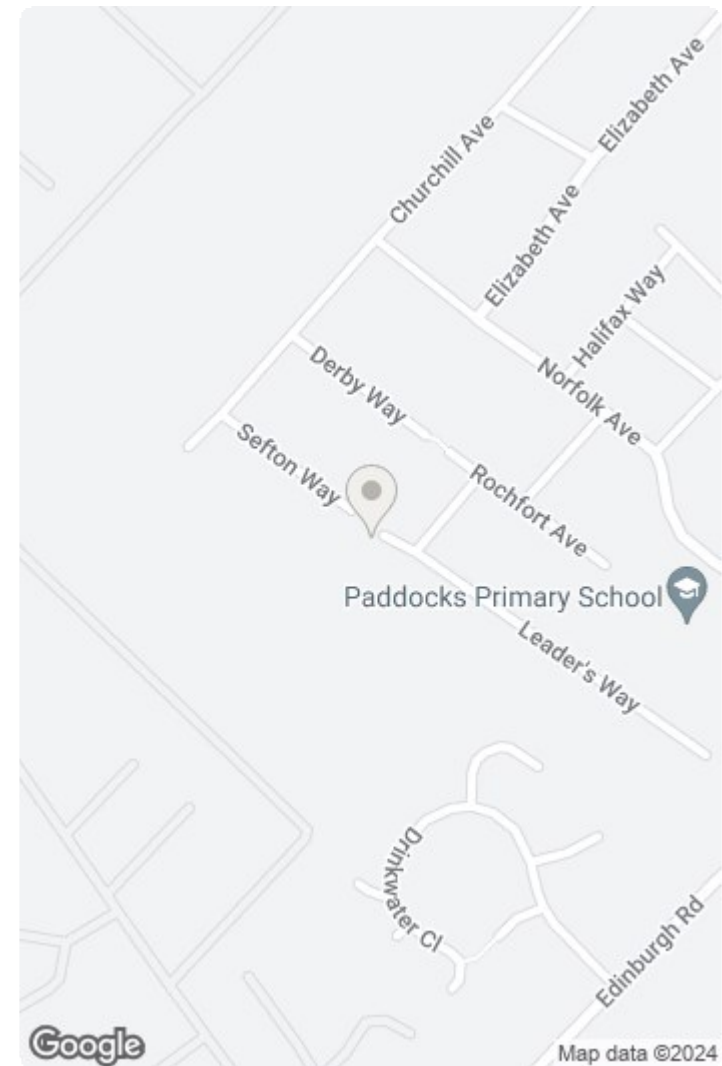 Elizabeth Ave
Churchill Ave
Elizabeth Ave
Halifax Way
Derby Way
Norfolk Ave
Sefton Way
Rochfort Ave
Paddocks Primary School
Leader's Way
Drinkwater Cl
Edinburgh Rd
Google
Map data ©2024